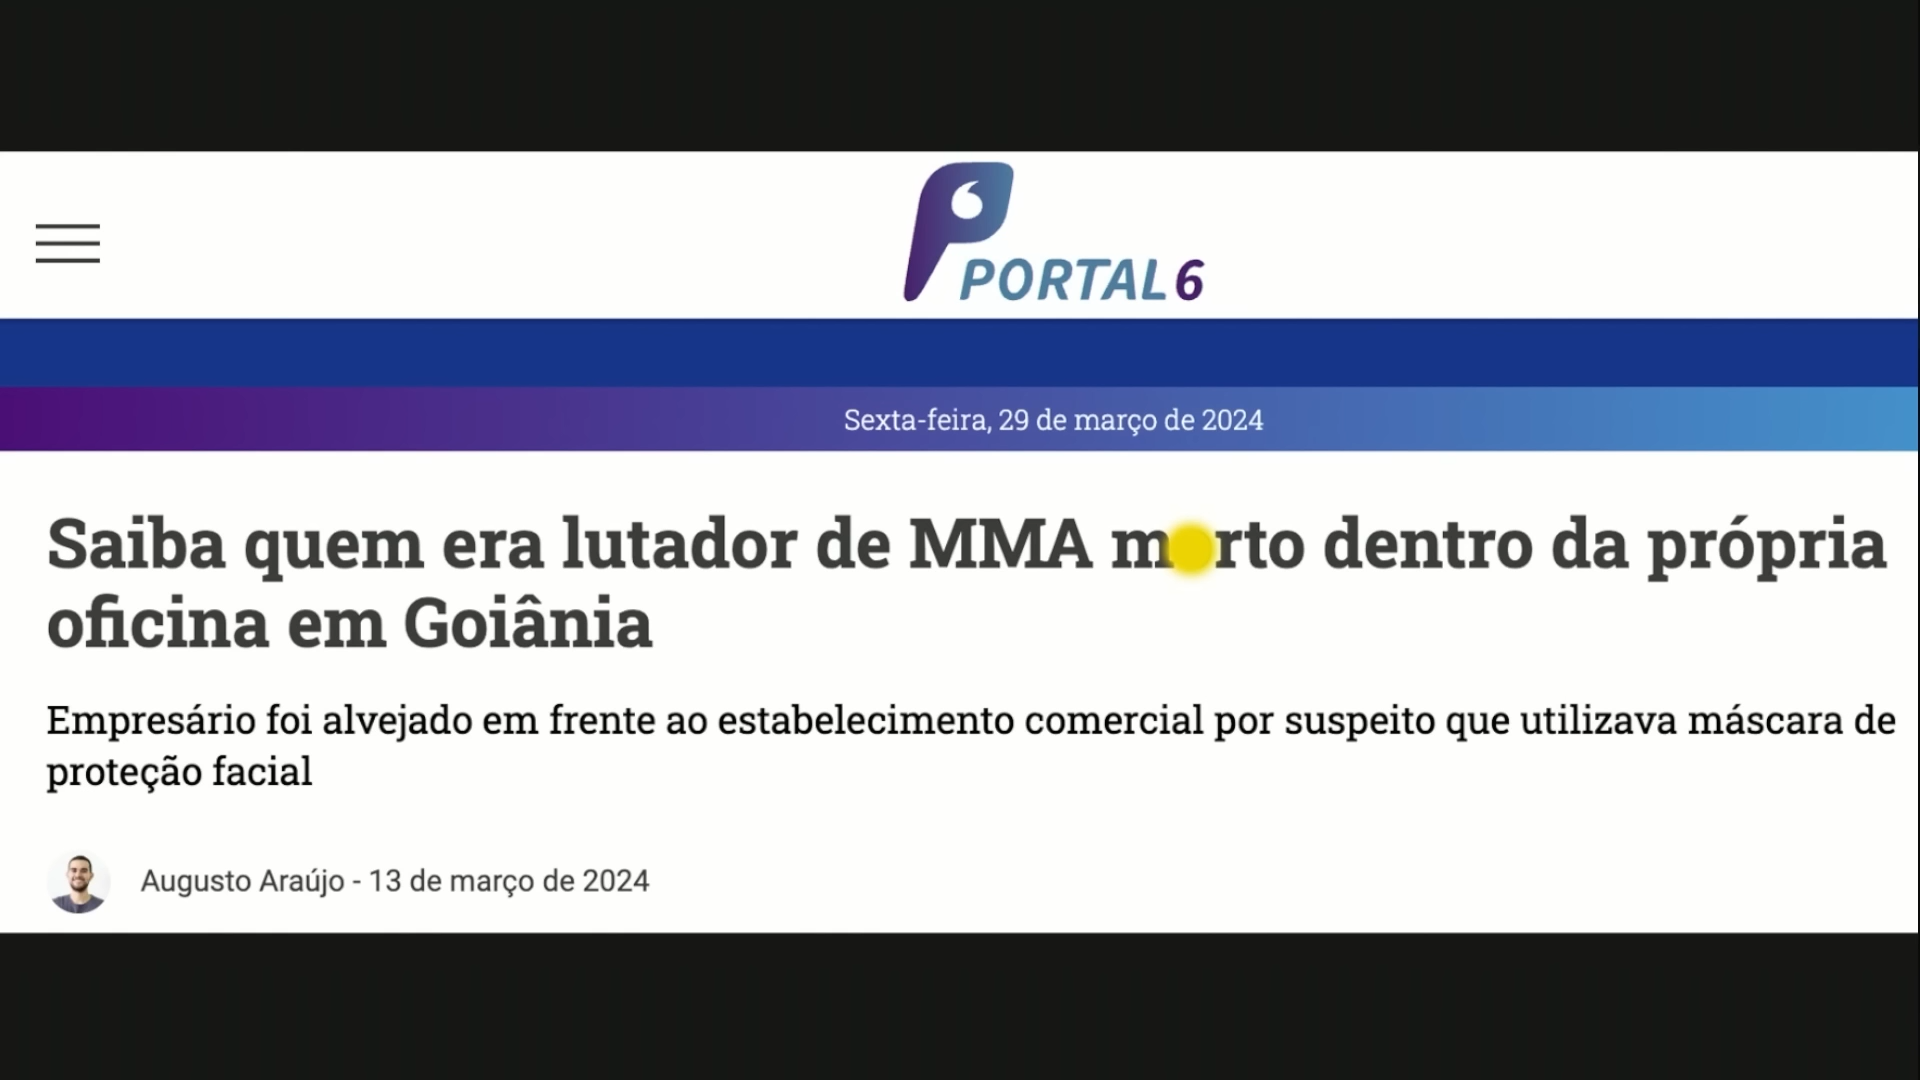 PORTAL 6
Sexta-feira, 29 de março de 2024
Saiba quem era lutador de MMA m rto dentro da própria
oficina em Goiânia
Empresário foi alvejado em frente ao estabelecimento comercial por suspeito que utilizava máscara de
proteção facial
Augusto Araújo - 13 de março de 2024